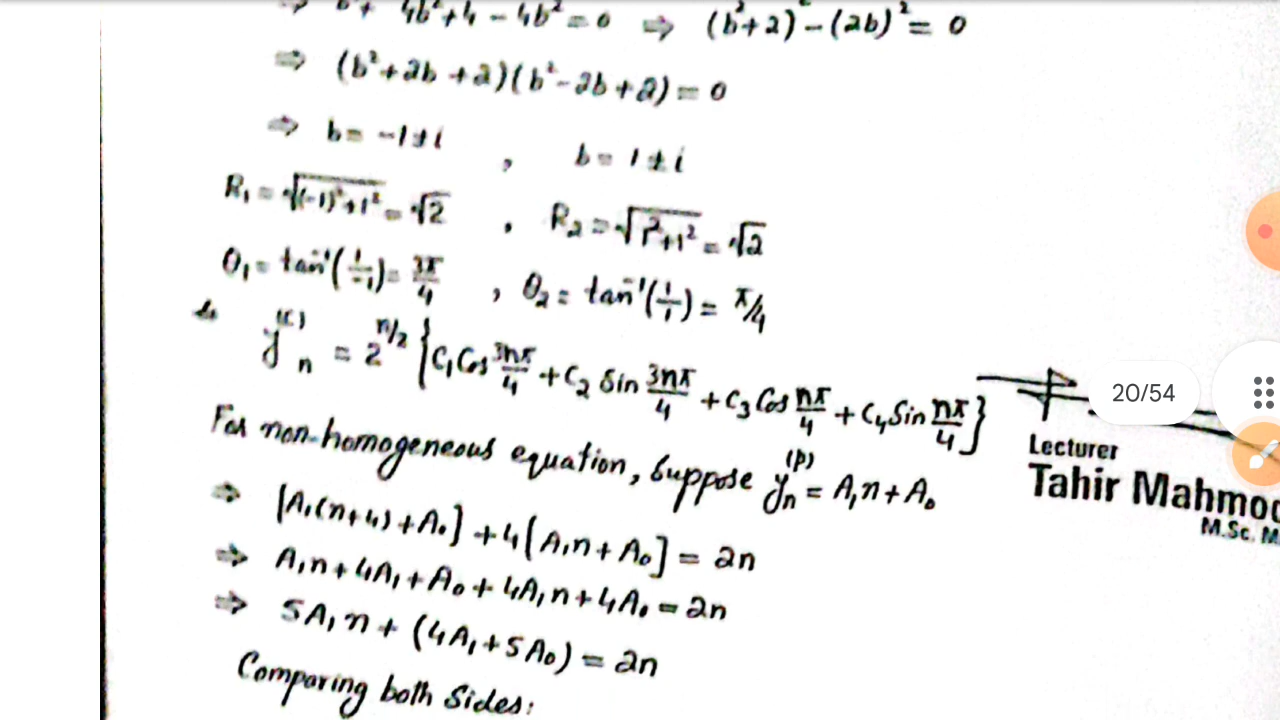 ⇒ b⁴ + 4b² + 4 - 4b² = 0 ⇒ (b²+2)² - (2b)² = 0
⇒ (b²+2b+2)(b²-2b+2) = 0
⇒ b = -1±i , b = 1±i
R₁ = √((-1)²+1²) = √2 , R₂ = √(1²+1²) = √2
θ₁ = tan⁻¹(1/-1) = 3π/4 , θ₂ = tan⁻¹(1/1) = π/4
So y_n^(c) = 2^(n/2) {C₁ Cos 3nπ/4 + C₂ Sin 3nπ/4 + C₃ Cos nπ/4 + C₄ Sin nπ/4}
For non-homogeneous equation, Suppose y_n^(p) = A₁n + A₀
⇒ [A₁(n+4) + A₀] + 4[A₁n + A₀] = 2n
⇒ A₁n + 4A₁ + A₀ + 4A₁n + 4A₀ = 2n
⇒ 5A₁n + (4A₁ + 5A₀) = 2n
Comparing both Sides:
20/54
Lecturer
Tahir Mahmoo
M.Sc. M